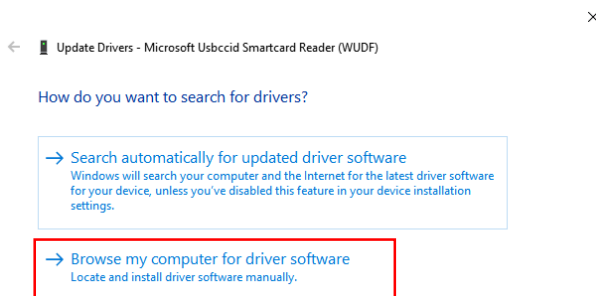 Update Drivers - Microsoft Usbccid Smartcard Reader (WUDF)
How do you want to search for drivers?
Search automatically for updated driver software
Windows will search your computer and the Internet for the latest driver software
for your device, unless you've disabled this feature in your device installation
settings.
Browse my computer for driver software
Locate and install driver software manually.